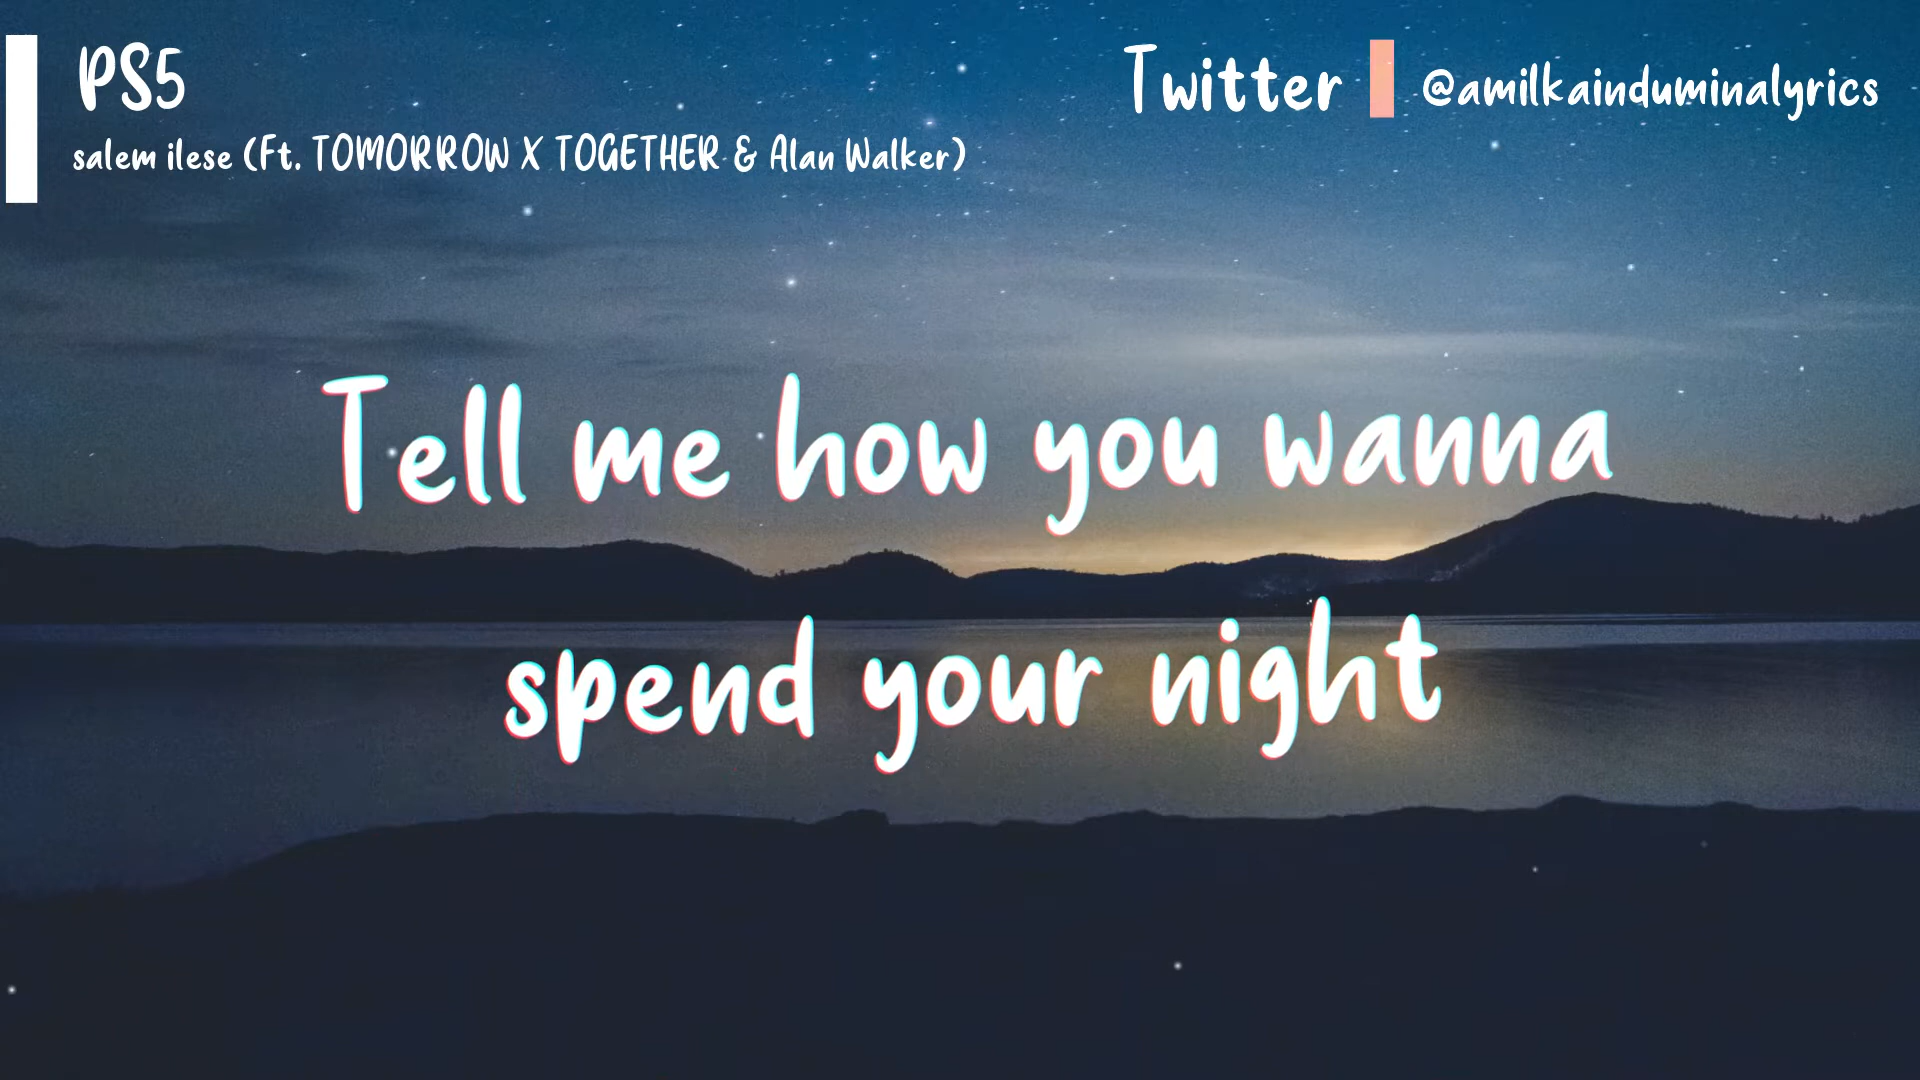 PS5
salem ilese (Ft. TOMORROW X TOGETHER & Alan Walker)
Twitter @amilkainduminalyrics
Tell me how you wanna
spend your night